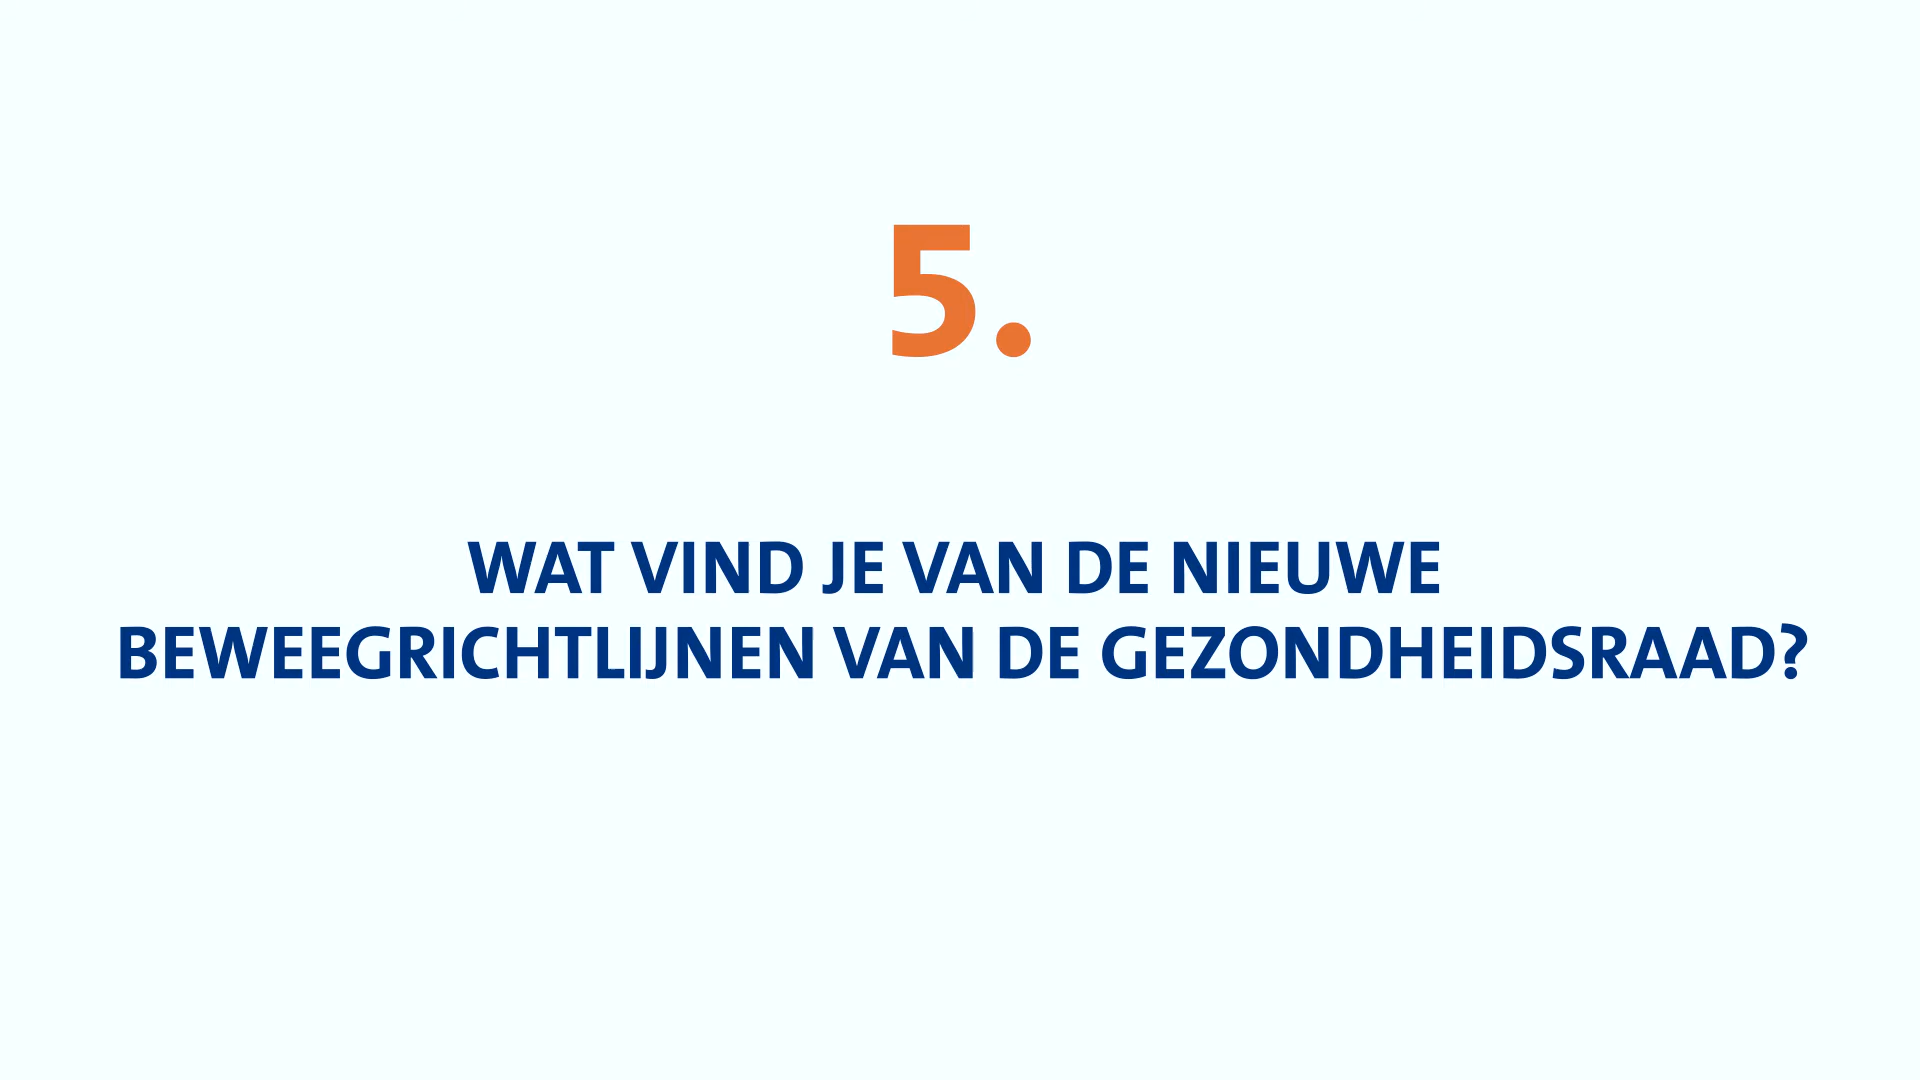 5.
WAT VIND JE VAN DE NIEUWE
BEWEEGRICHTLIJNEN VAN DE GEZONDHEIDSRAAD?